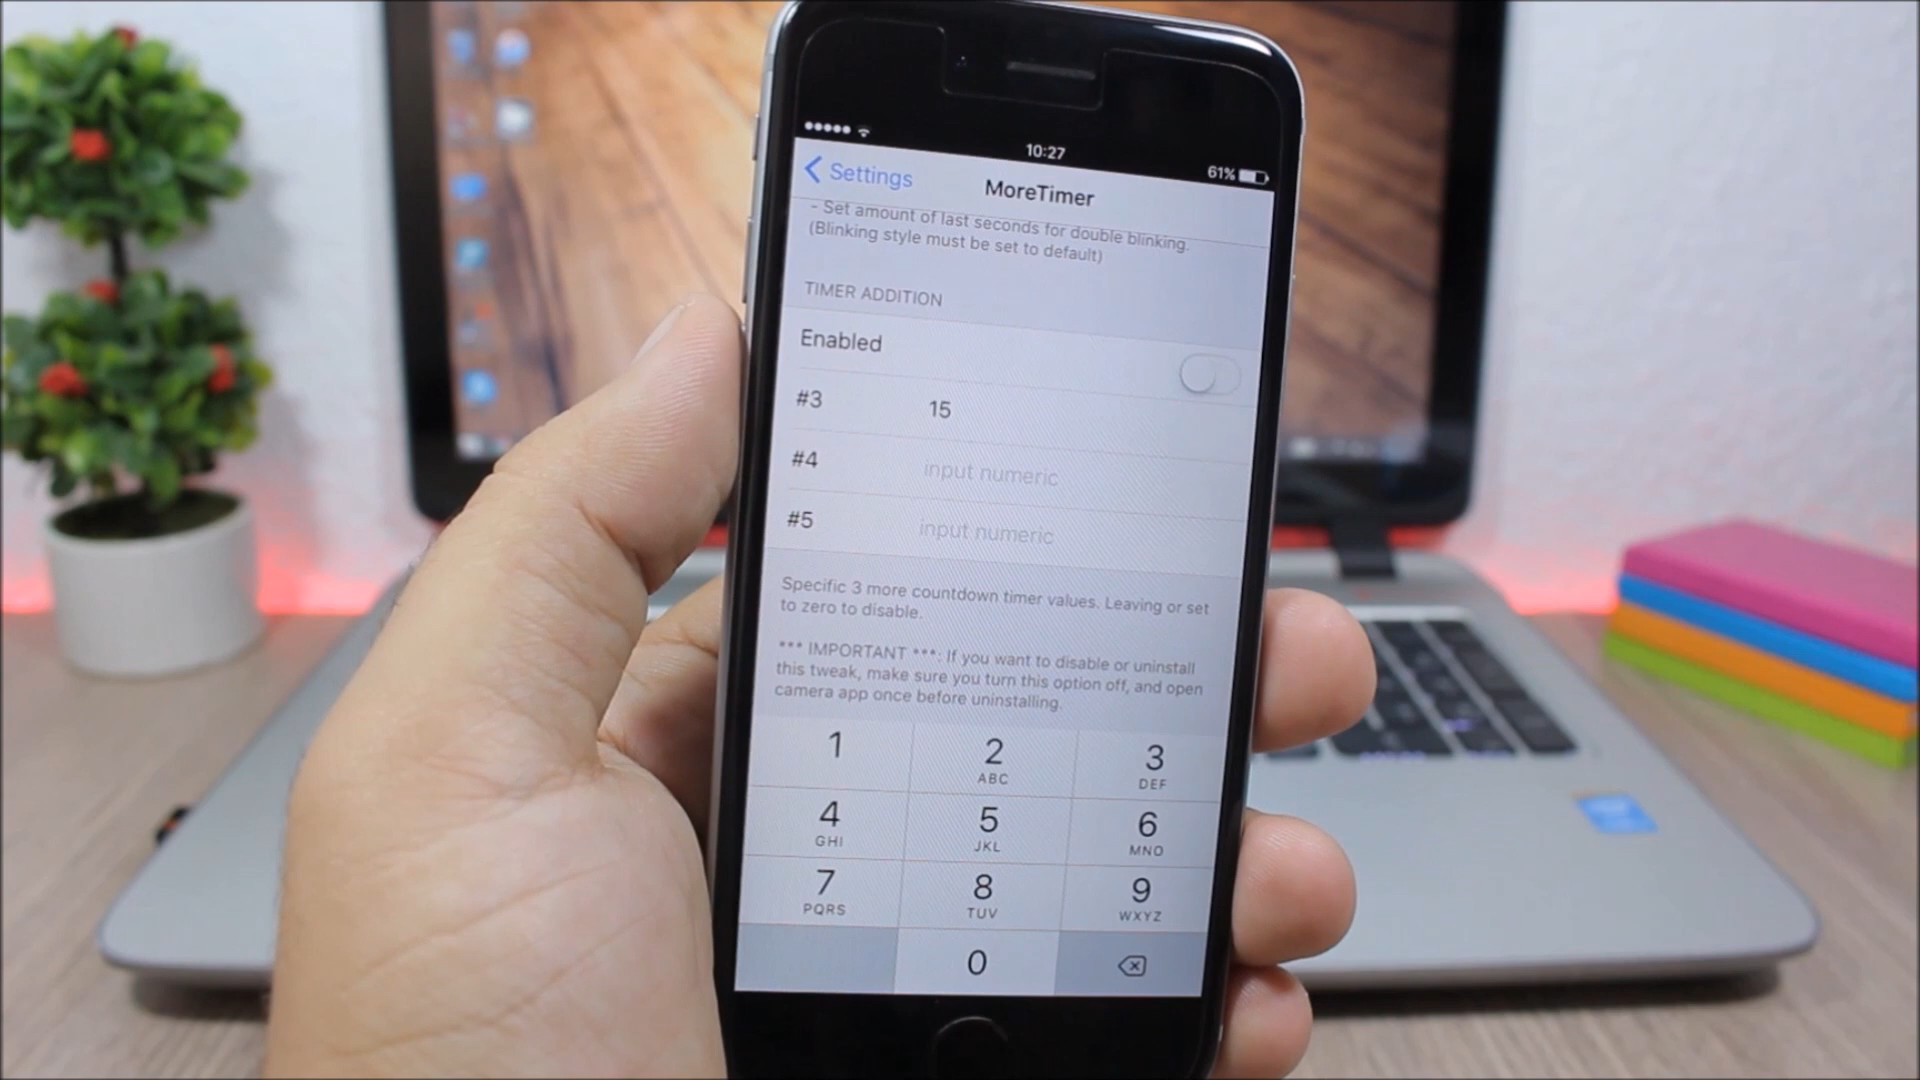 10:27
61%
Settings
MoreTimer
- Set amount of last seconds for double blinking.
(Blinking style must be set to default)
TIMER ADDITION
Enabled
#3 15
#4 input numeric
#5 input numeric
Specific 3 more countdown timer values. Leaving or set
to zero to disable.
*** IMPORTANT ***: If you want to disable or uninstall
this tweak, make sure you turn this option off, and open
camera app once before uninstalling.
1 2 3
ABC DEF
4 5 6
GHI JKL MNO
7 8 9
PQRS TUV WXYZ
0